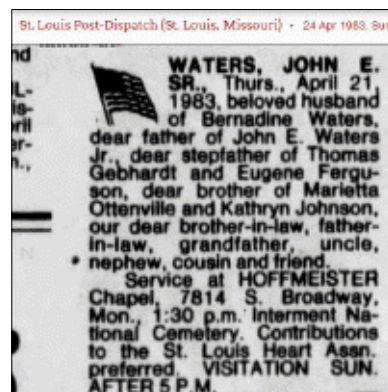 St. Louis Post-Dispatch (St. Louis, Missouri) · 24 Apr 1983, Sun
WATERS, JOHN E.
SR., Thurs., April 21,
1983, beloved husband
of Bernadine Waters,
dear father of John E. Waters
Jr., dear stepfather of Thomas
Gebhardt and Eugene Fergu-
son, dear brother of Marietta
Ottenville and Kathryn Johnson,
our dear brother-in-law, father-
in-law, grandfather, uncle,
nephew, cousin and friend.
Service at HOFFMEISTER
Chapel, 7814 S. Broadway,
Mon., 1:30 p.m. Interment Na-
tional Cemetery. Contributions
to the St. Louis Heart Assn.
preferred. VISITATION SUN.
AFTER 5 P.M.